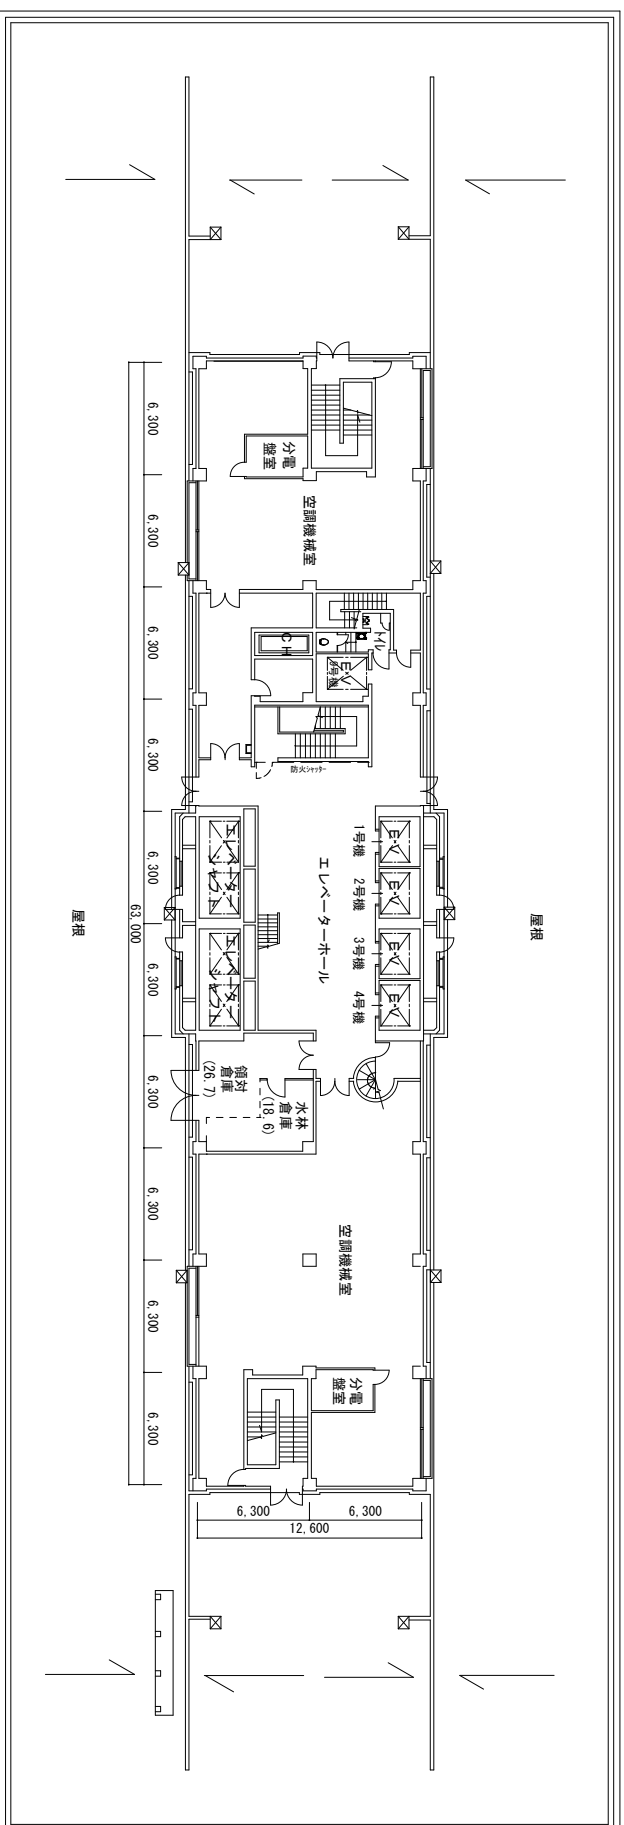 6,300
6,300
6,300
6,300
6,300
6,300
6,300
6,300
6,300
6,300
63,000
屋根
屋根
分電
盤室
空調機械室
トイレ
CH
EV
5号機
防火シャッター
1号機
2号機
3号機
4号機
EV
EV
EV
EV
エレベーターホール
エレベーター
シャフト
エレベーター
シャフト
領対
倉庫
(26.7)
水林
倉庫
(18.6)
空調機械室
分電
盤室
6,300
6,300
12,600